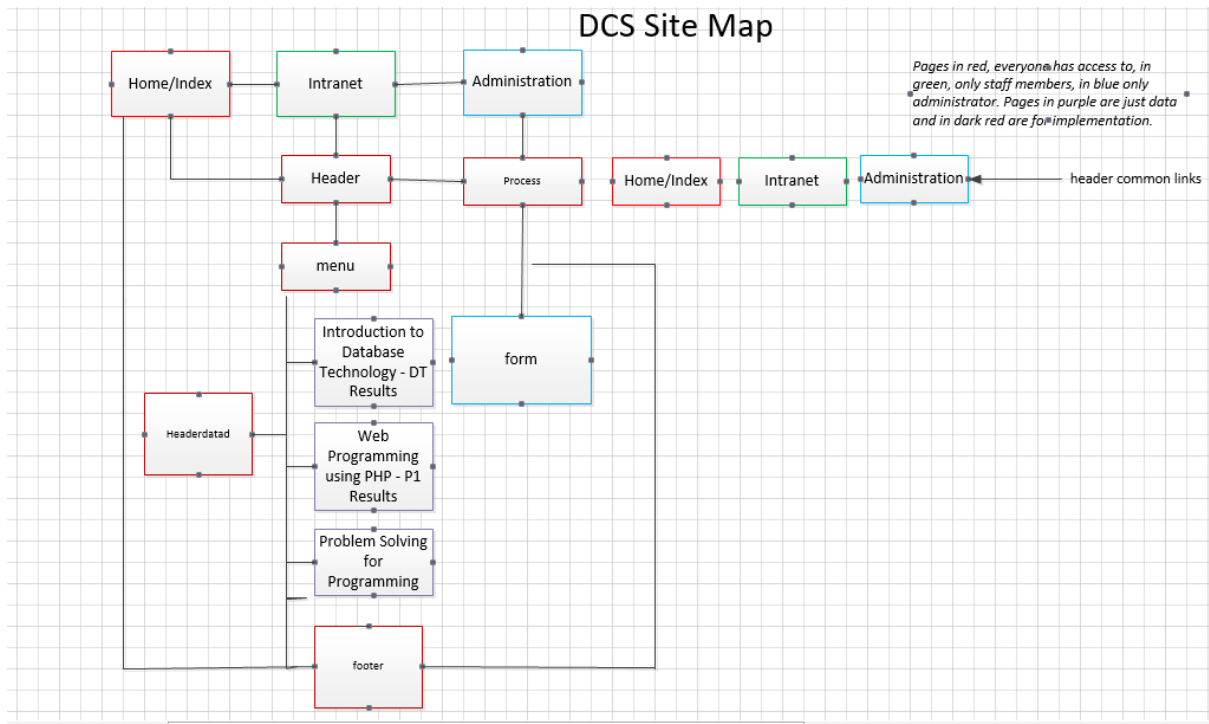 DCS Site Map
Home/Index
Intranet
Administration
Pages in red, everyone has access to, in
green, only staff members, in blue only
administrator. Pages in purple are just data
and in dark red are for implementation.
Header
Process
Home/Index
Intranet
Administration
header common links
menu
Introduction to
Database
Technology - DT
Results
form
Headerdatad
Web
Programming
using PHP - P1
Results
Problem Solving
for
Programming
footer